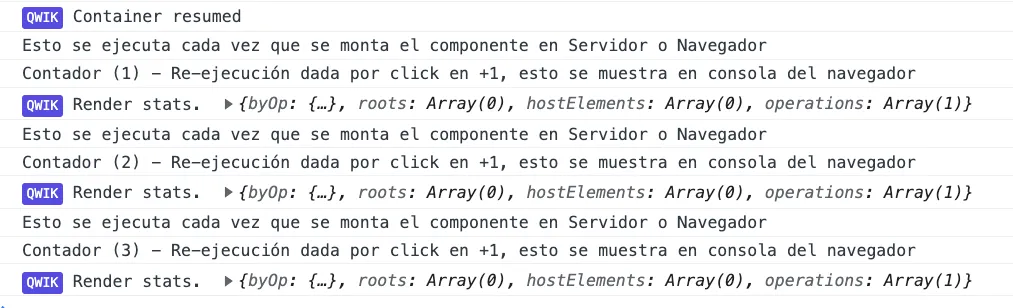 QWIK Container resumed
Esto se ejecuta cada vez que se monta el componente en Servidor o Navegador
Contador (1) - Re-ejecución dada por click en +1, esto se muestra en consola del navegador
QWIK Render stats. ▶{byOp: {…}, roots: Array(0), hostElements: Array(0), operations: Array(1)}
Esto se ejecuta cada vez que se monta el componente en Servidor o Navegador
Contador (2) - Re-ejecución dada por click en +1, esto se muestra en consola del navegador
QWIK Render stats. ▶{byOp: {…}, roots: Array(0), hostElements: Array(0), operations: Array(1)}
Esto se ejecuta cada vez que se monta el componente en Servidor o Navegador
Contador (3) - Re-ejecución dada por click en +1, esto se muestra en consola del navegador
QWIK Render stats. ▶{byOp: {…}, roots: Array(0), hostElements: Array(0), operations: Array(1)}